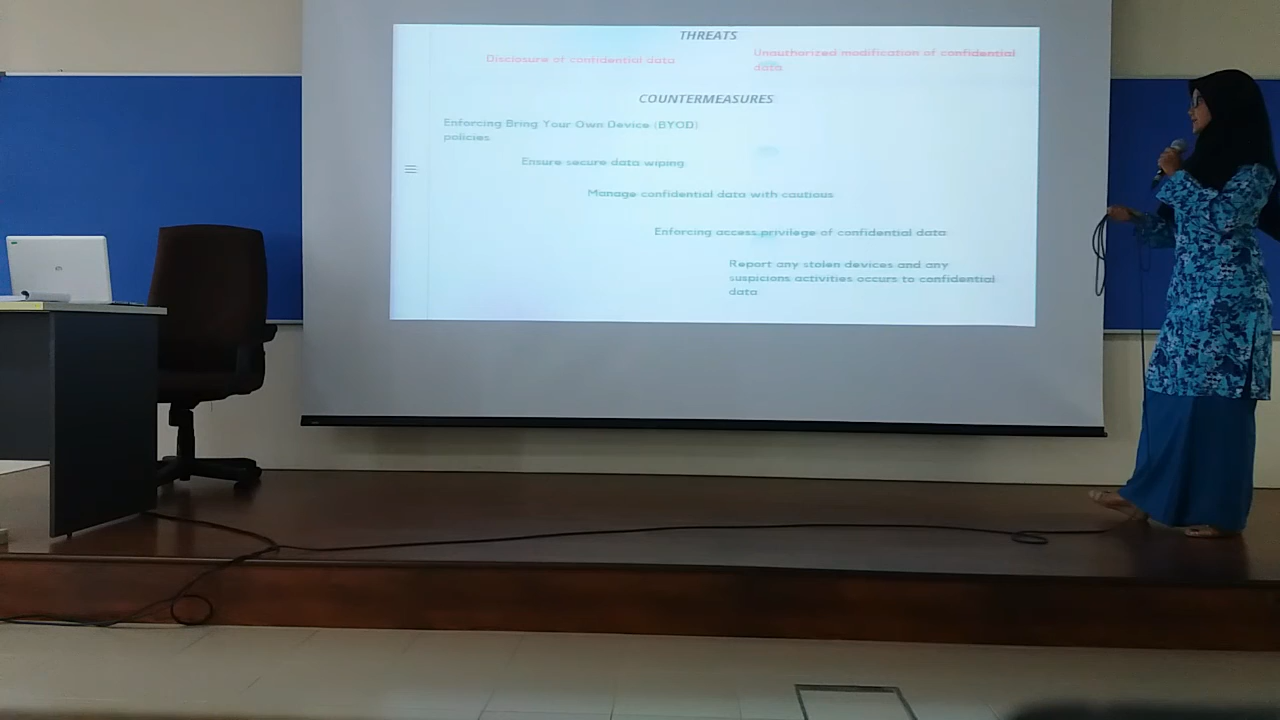 THREATS
Disclosure of confidential data
Unauthorized modification of confidential
data
COUNTERMEASURES
Enforcing Bring Your Own Device (BYOD)
policies
Ensure secure data wiping
Manage confidential data with cautious
Enforcing access privilege of confidential data
Report any stolen devices and any
suspicions activities occurs to confidential
data